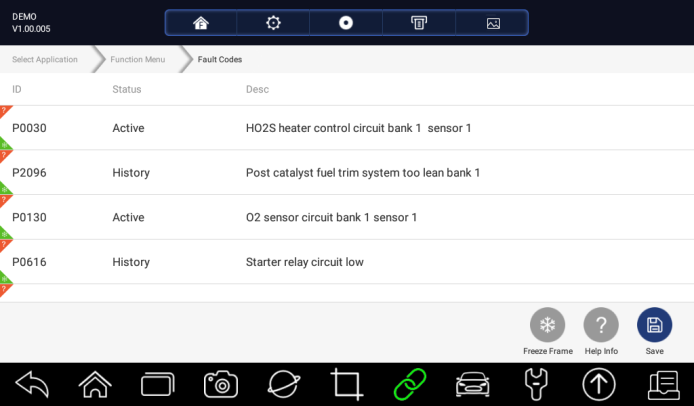 DEMO
V1.00.005
Select Application Function Menu Fault Codes
ID Status Desc
P0030 Active HO2S heater control circuit bank 1 sensor 1
P2096 History Post catalyst fuel trim system too lean bank 1
P0130 Active O2 sensor circuit bank 1 sensor 1
P0616 History Starter relay circuit low
Freeze Frame Help Info Save